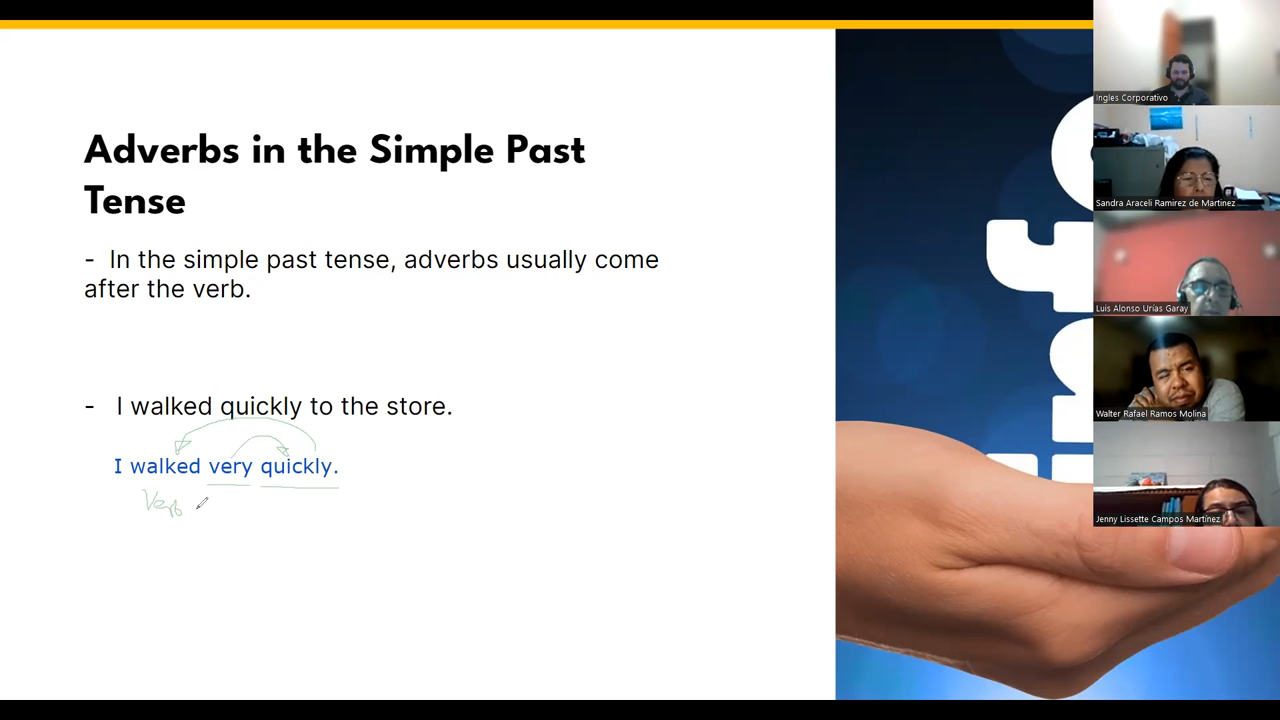 Adverbs in the Simple Past
Tense
- In the simple past tense, adverbs usually come
after the verb.
- I walked quickly to the store.
I walked very quickly.
Verb
Ingles Corporativo
Sandra Araceli Ramirez de Martinez
Luis Alonso Urías Garay
Walter Rafael Ramos Molina
Jenny Lissette Campos Martínez